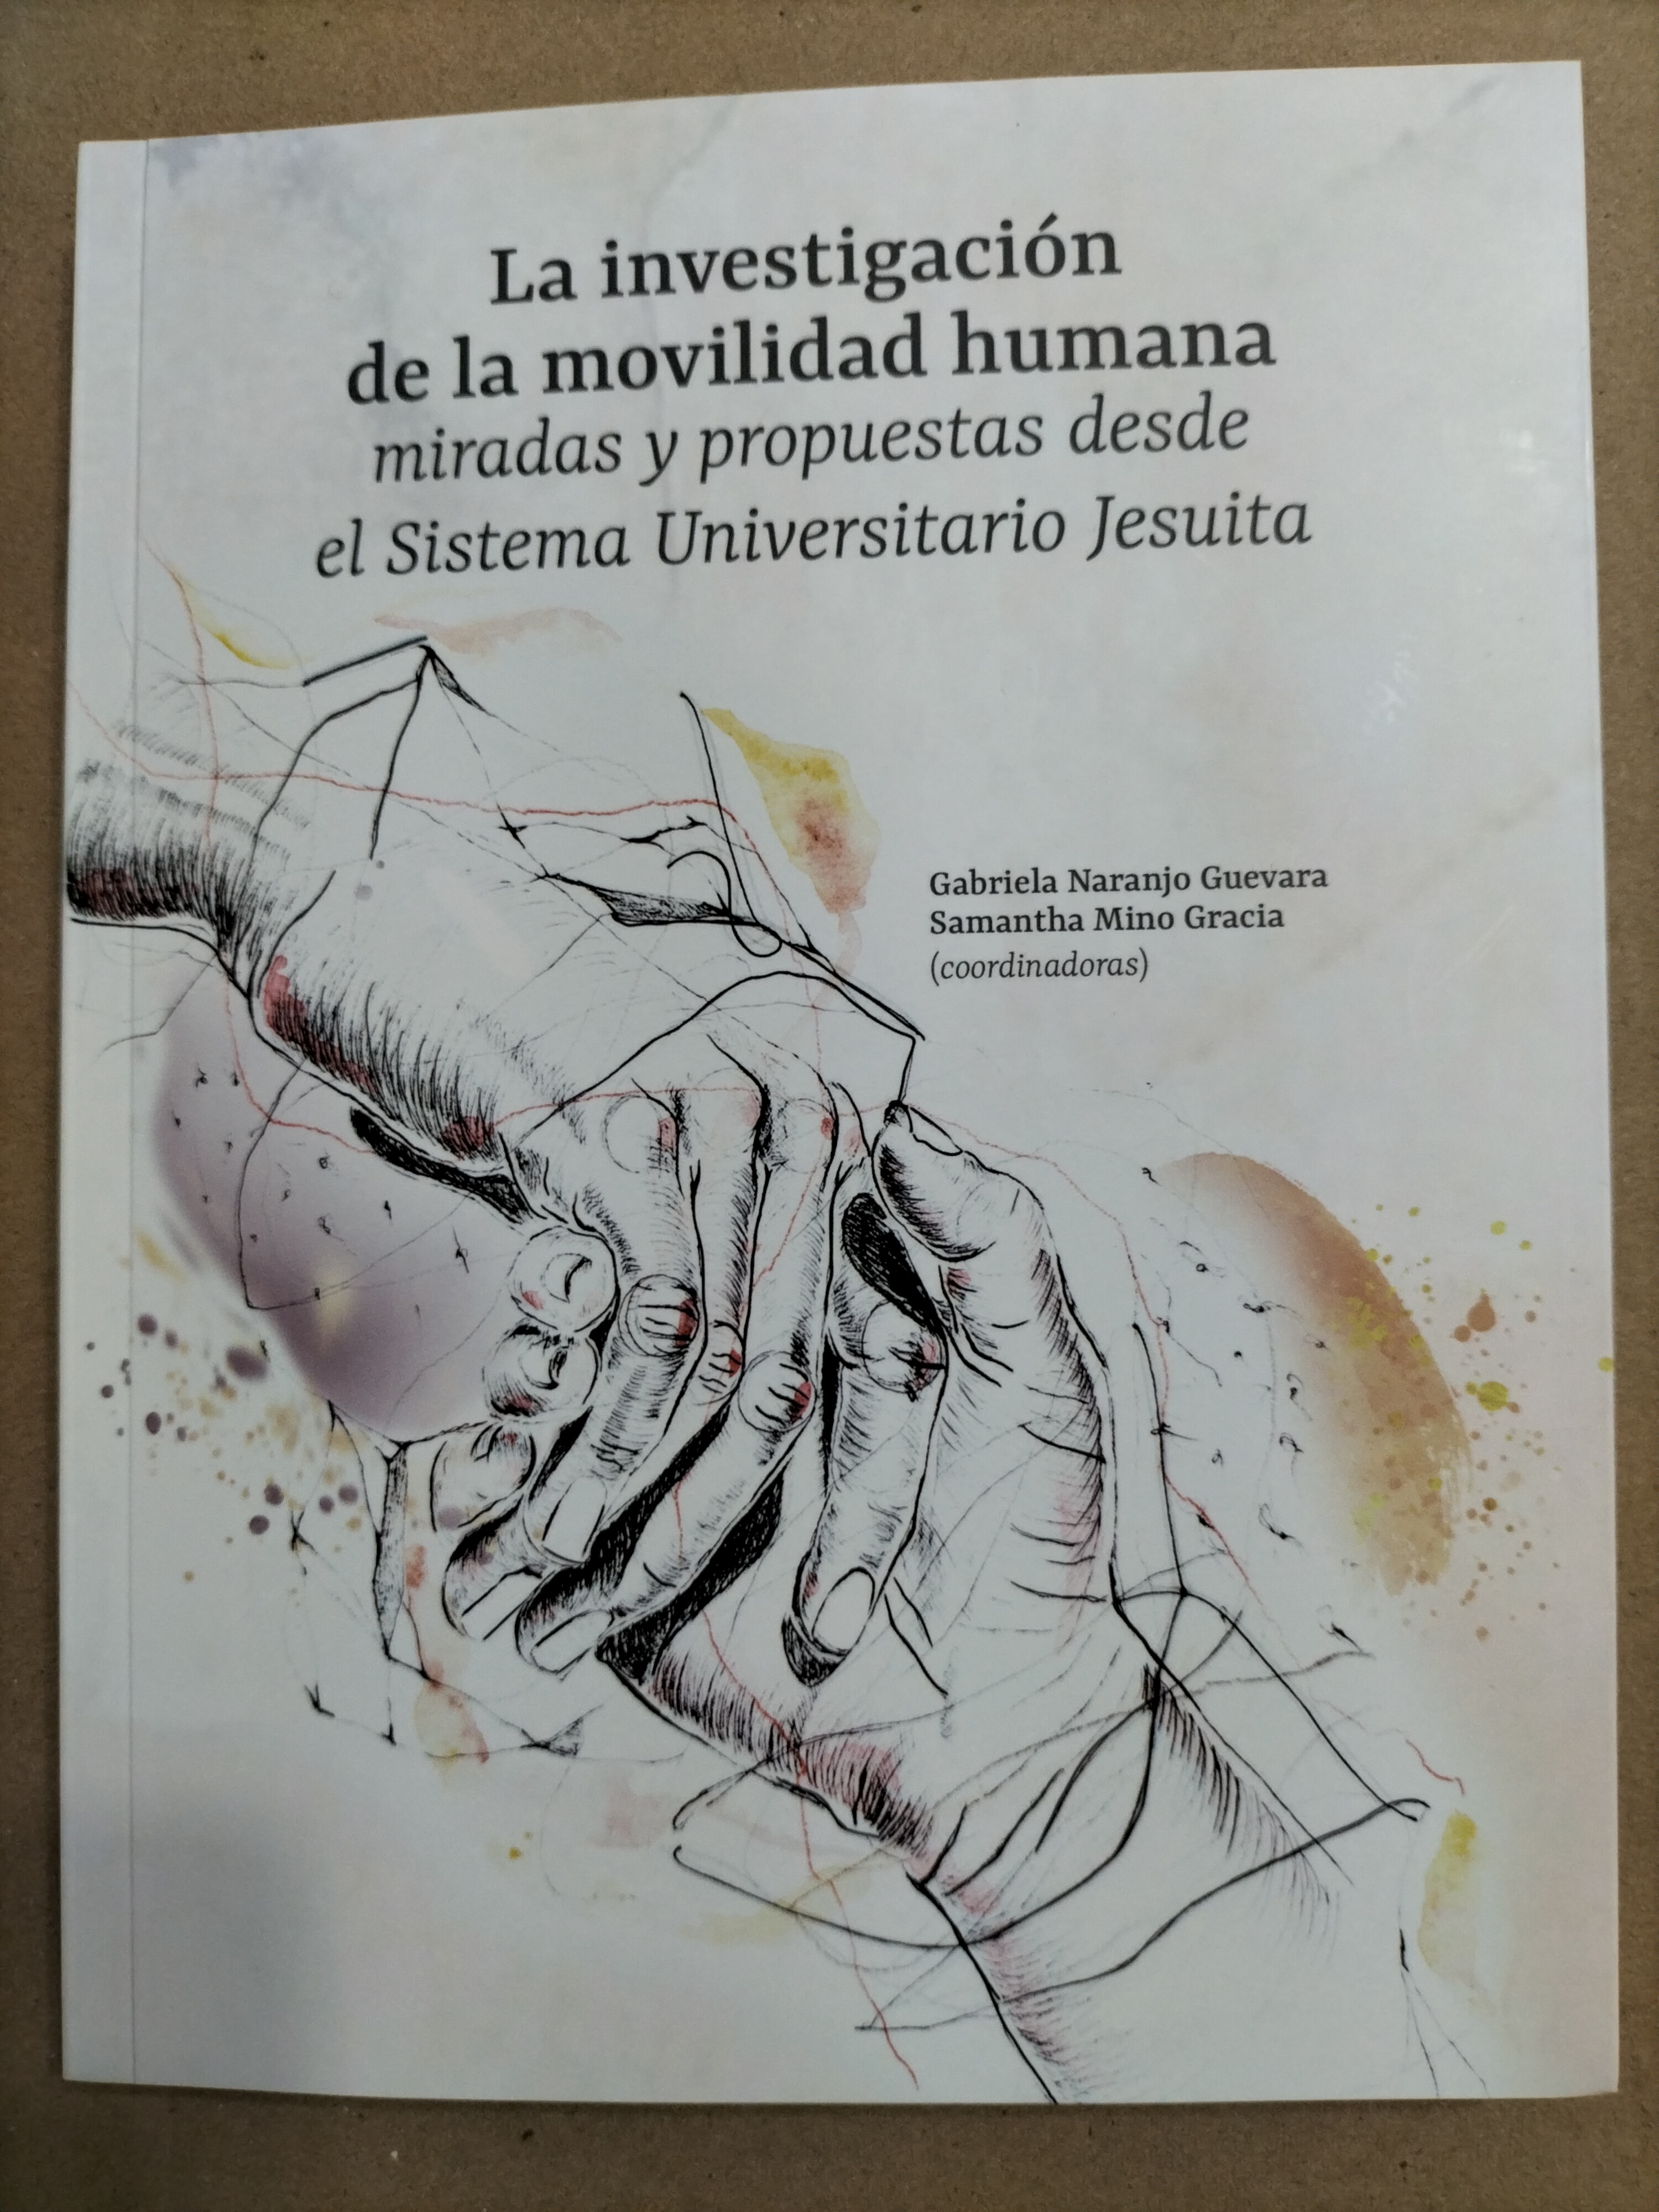 La investigación
de la movilidad humana
miradas y propuestas desde
el Sistema Universitario Jesuita
Gabriela Naranjo Guevara
Samantha Mino Gracia
(coordinadoras)